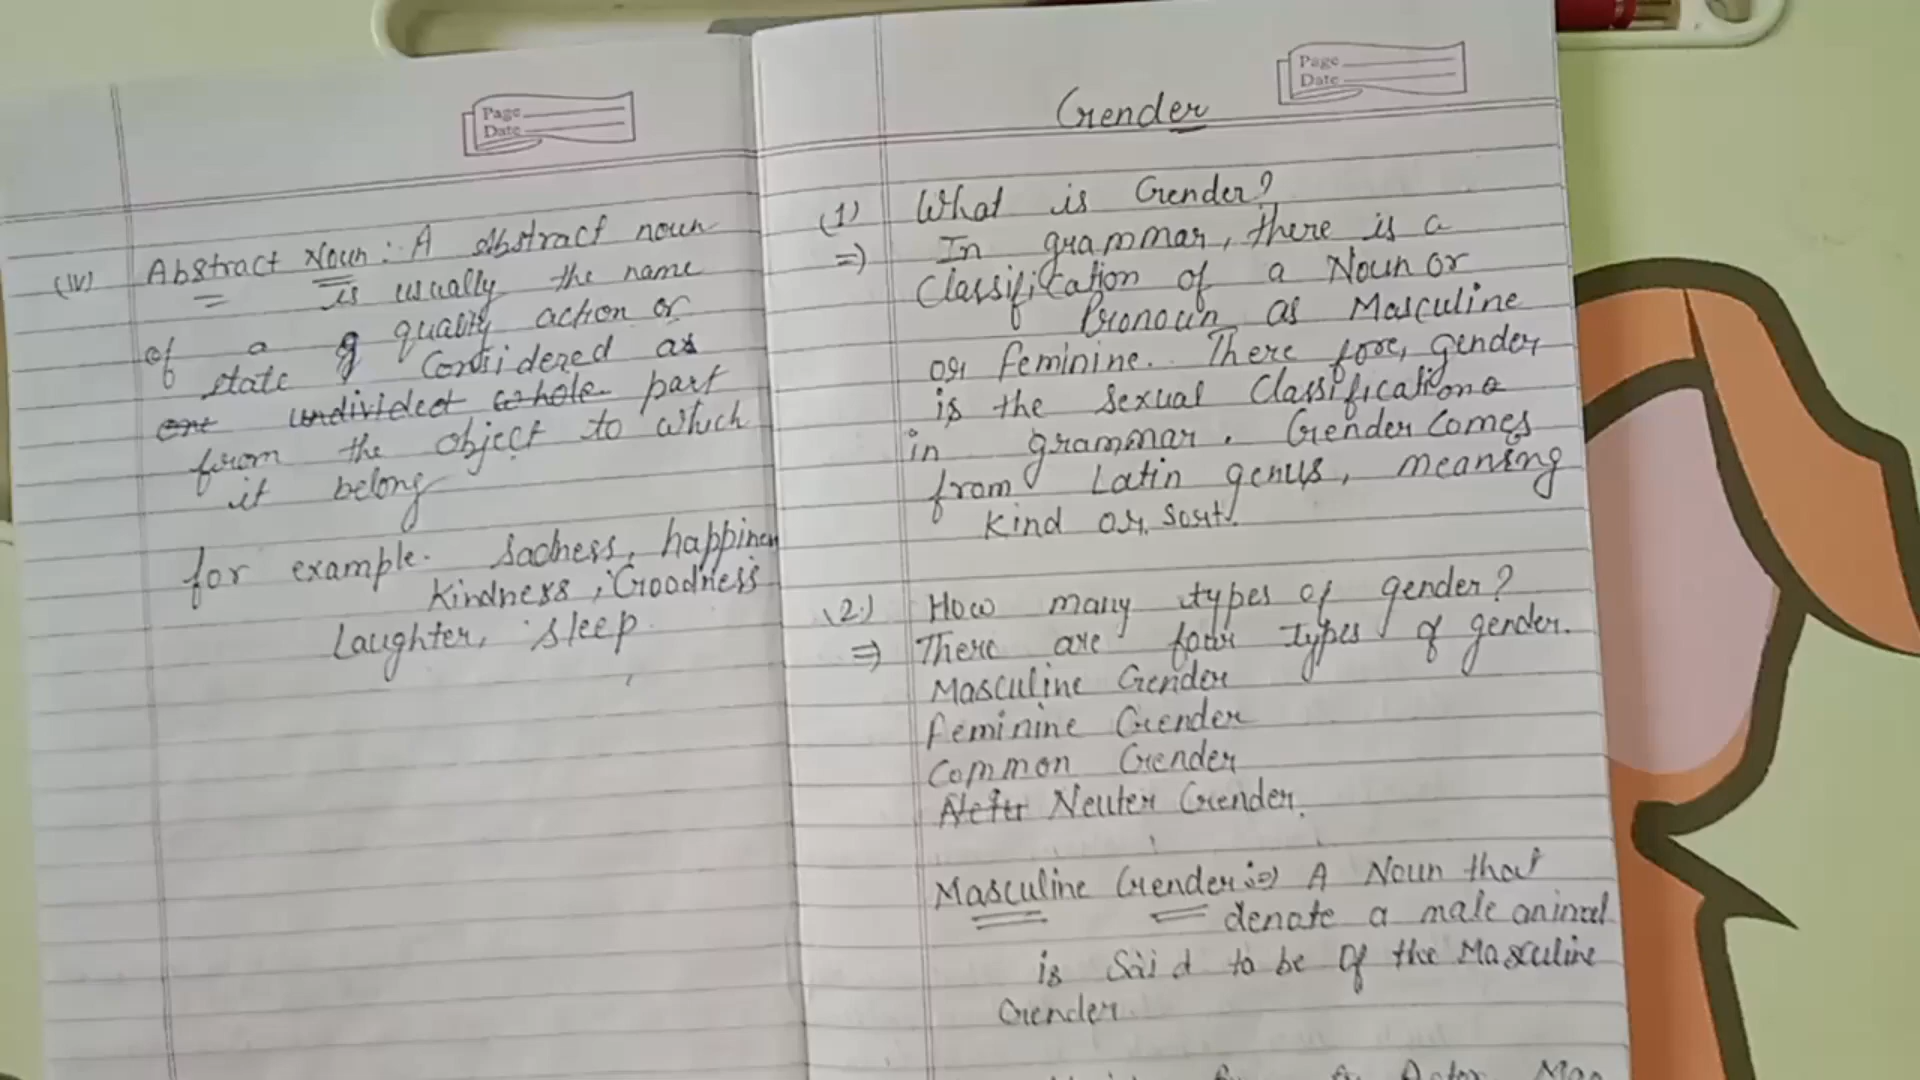 Page
Date
(iv) Abstract Noun : A abstract noun
is usually the name
of a g quality action or
state g Considered as
one undivided whole part
from the object to which
it belong
for example. Sadness, happiness
Kindness, Goodness
Laughter, sleep
Page
Date
Gender
(1) What is Gender?
⇒) In grammar, there is a
Classification of a Noun or
Pronoun as Masculine
or feminine. There fore, gender
is the sexual Classification
in grammar. Gender comes
from Latin genus, meaning
Kind or sort.
(2.) How many types of gender?
⇒) There are four types of gender.
Masculine Gender
Feminine Gender
Common Gender
Neuter Gender.
Masculine Gender ⇒) A Noun that
denote a male animal
is Said to be Of the Masculine
Gender.